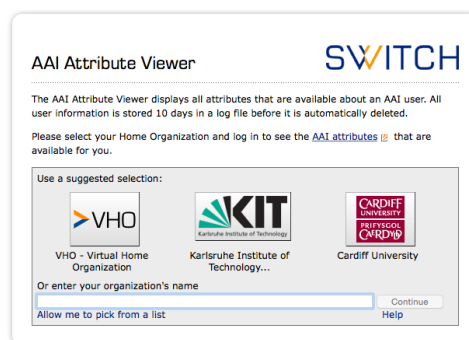 AAI Attribute Viewer
SWITCH
The AAI Attribute Viewer displays all attributes that are available about an AAI user. All
user information is stored 10 days in a log file before it is automatically deleted.
Please select your Home Organization and log in to see the AAI attributes that are
available for you.
Use a suggested selection:
VHO
KIT
Karlsruhe Institute of Technology
CARDIFF
UNIVERSITY
PRIFYSGOL
CAERDYDD
VHO - Virtual Home
Organization
Karlsruhe Institute of
Technology...
Cardiff University
Or enter your organization's name
Continue
Allow me to pick from a list
Help